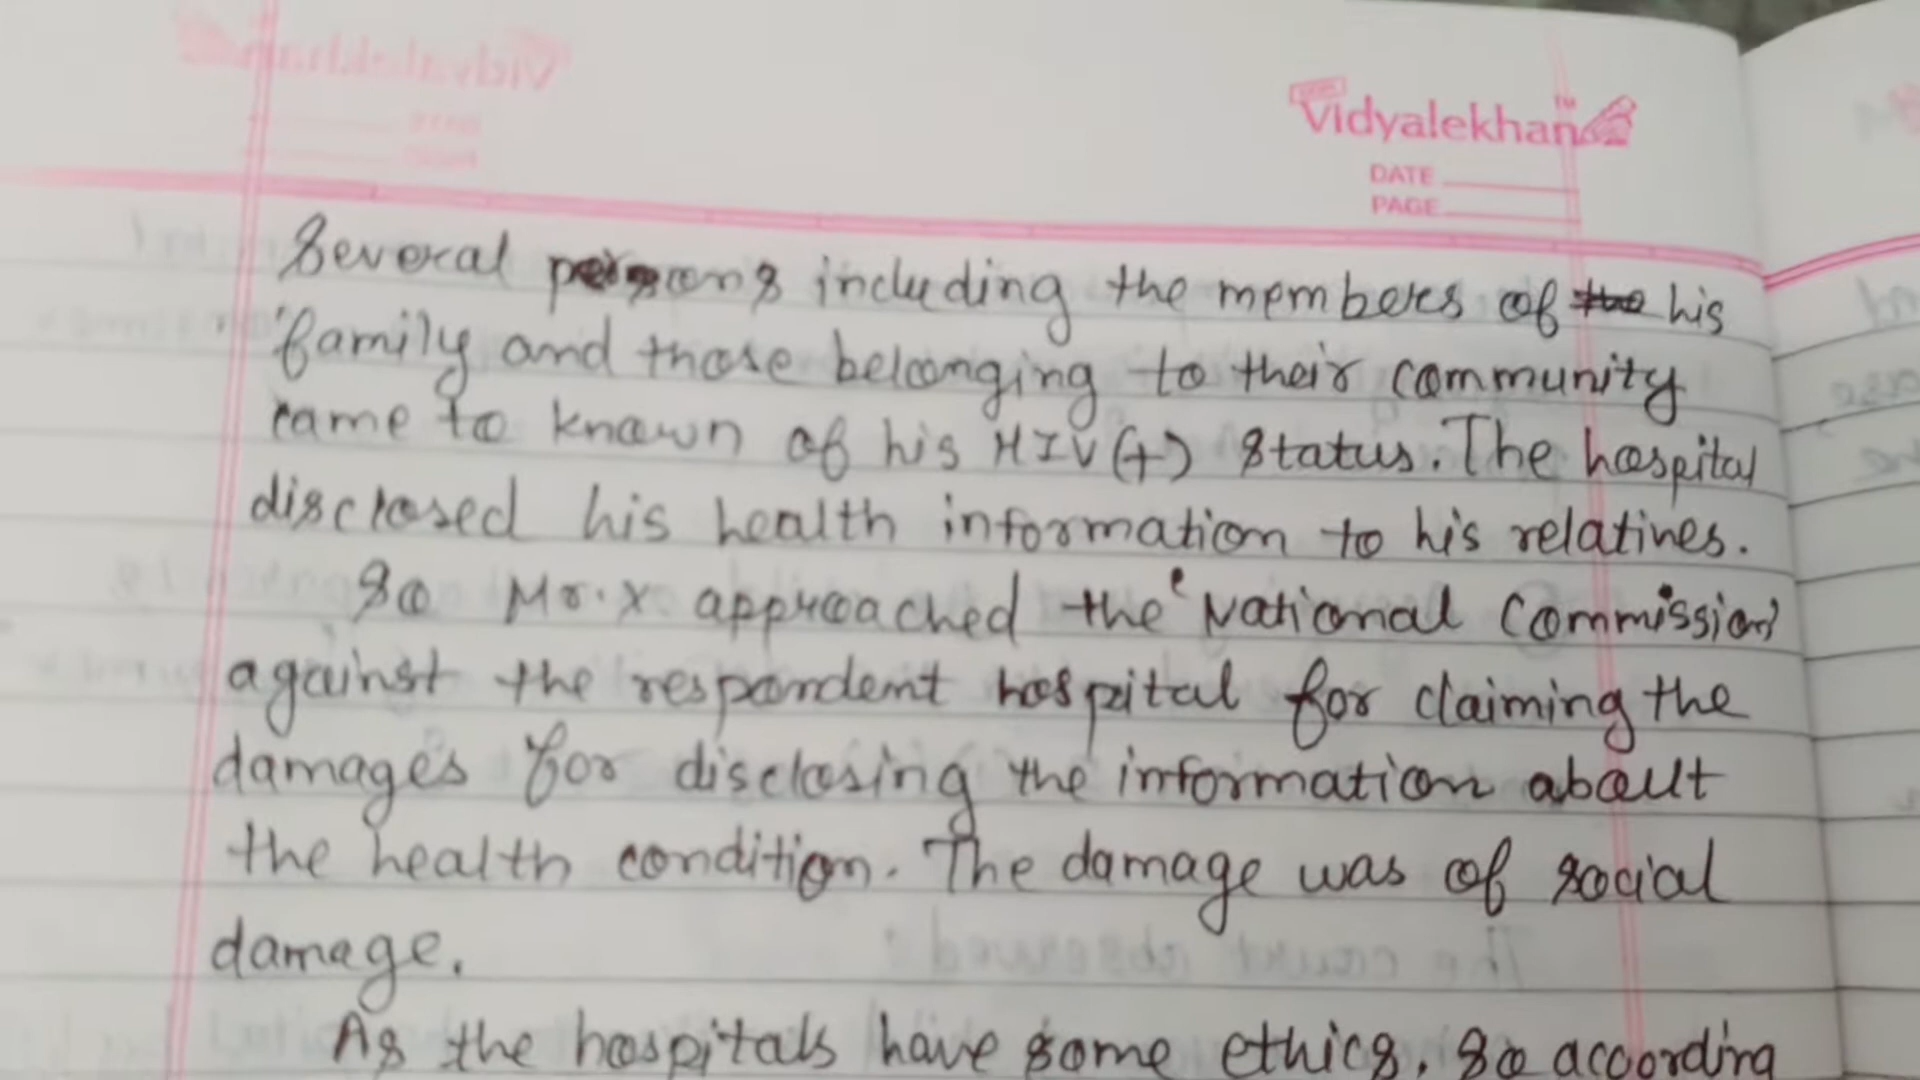 Vidyalekhan™
DATE
PAGE
Several persons including the members of the his
family and those belonging to their community
came to known of his HIV(+) status. The hospital
disclosed his health information to his relatives.
So Mr. X approached the National Commission
against the respondent hospital for claiming the
damages for disclosing the information about
the health condition. The damage was of social
damage.
As the hospitals have some ethics. So according